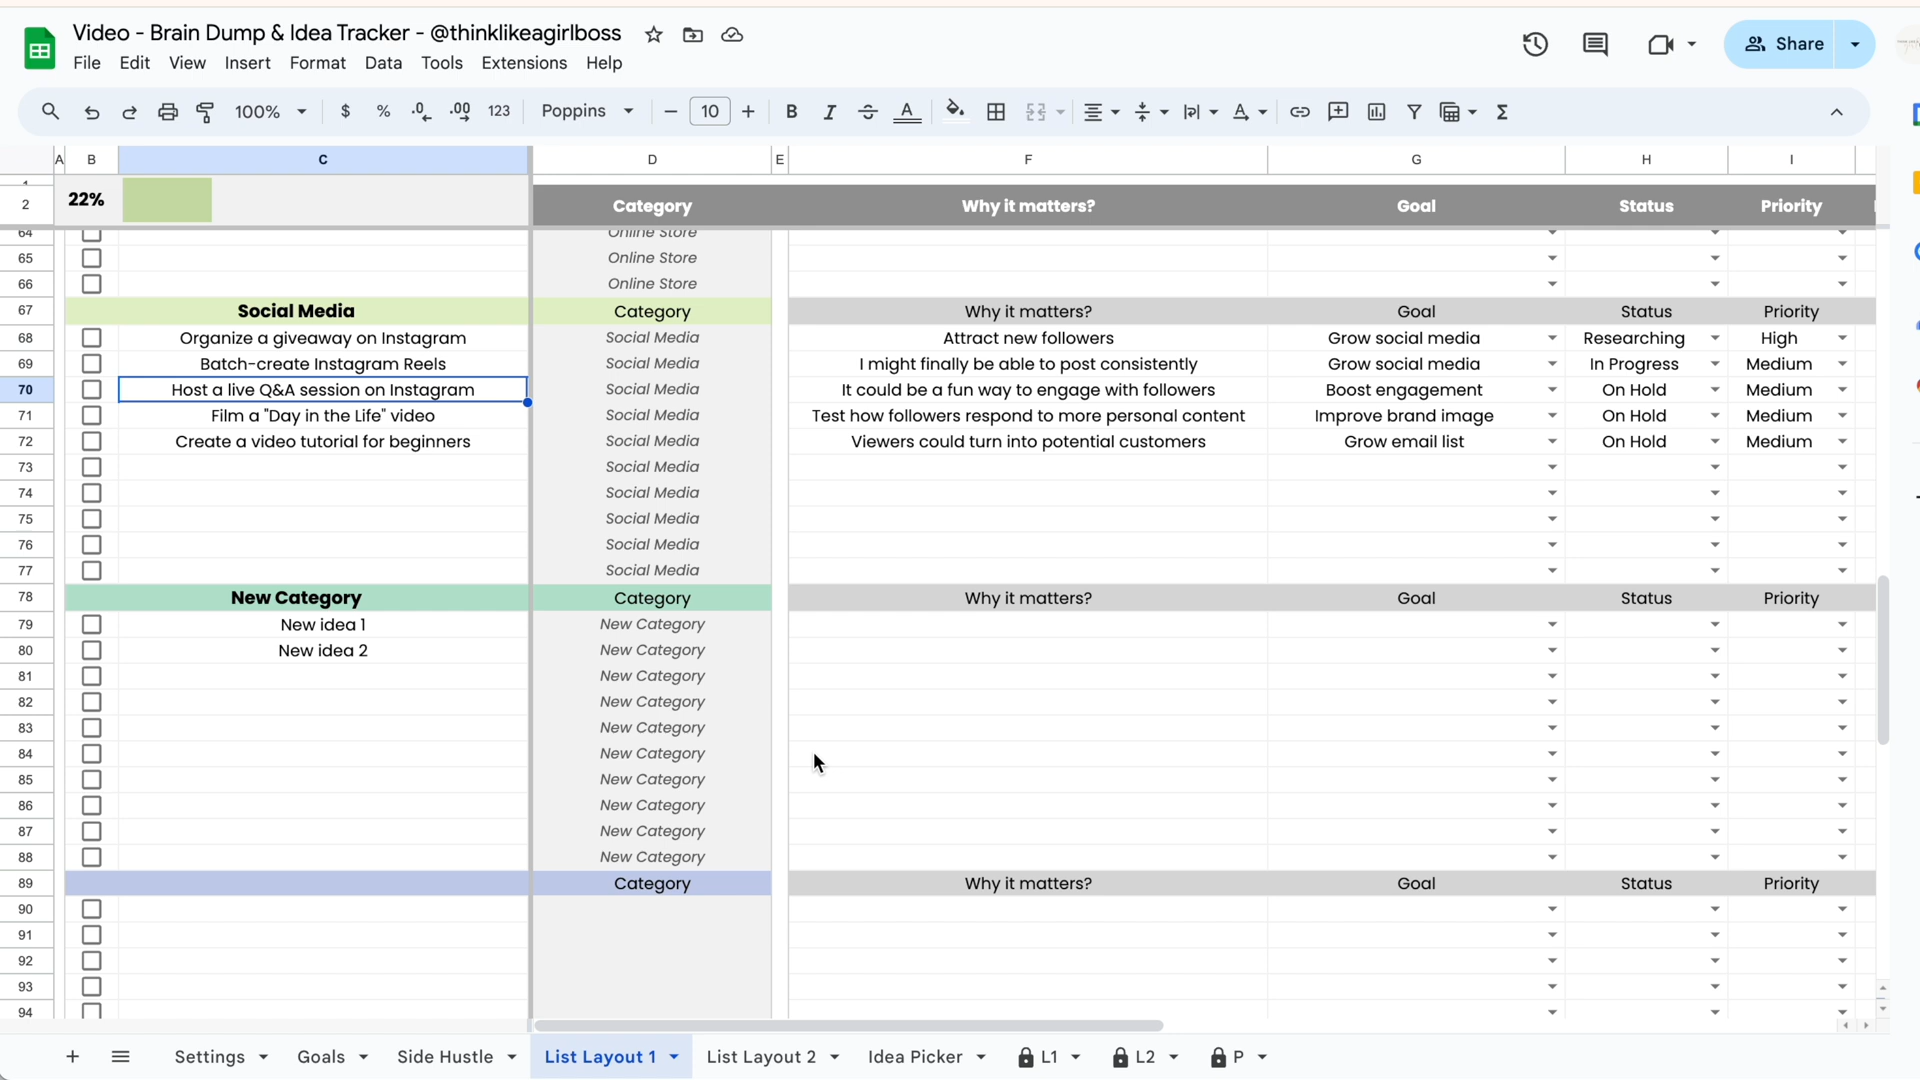 Video - Brain Dump & Idea Tracker - @thinklikeagirlboss
File Edit View Insert Format Data Tools Extensions Help
Share
100% $ % .0 .00 123 Poppins 10 B I A
A B C D E F G H I
2 22% Category Why it matters? Goal Status Priority
64 Online Store
65 Online Store
66 Online Store
67 Social Media Category Why it matters? Goal Status Priority
68 Organize a giveaway on Instagram Social Media Attract new followers Grow social media Researching High
69 Batch-create Instagram Reels Social Media I might finally be able to post consistently Grow social media In Progress Medium
70 Host a live Q&A session on Instagram Social Media It could be a fun way to engage with followers Boost engagement On Hold Medium
71 Film a "Day in the Life" video Social Media Test how followers respond to more personal content Improve brand image On Hold Medium
72 Create a video tutorial for beginners Social Media Viewers could turn into potential customers Grow email list On Hold Medium
73 Social Media
74 Social Media
75 Social Media
76 Social Media
77 Social Media
78 New Category Category Why it matters? Goal Status Priority
79 New idea 1 New Category
80 New idea 2 New Category
81 New Category
82 New Category
83 New Category
84 New Category
85 New Category
86 New Category
87 New Category
88 New Category
89 Category Why it matters? Goal Status Priority
90
91
92
93
94
Settings Goals Side Hustle List Layout 1 List Layout 2 Idea Picker L1 L2 P